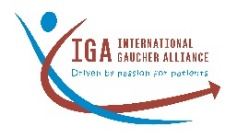 IGA INTERNATIONAL
GAUCHER ALLIANCE
Driven by passion for patients